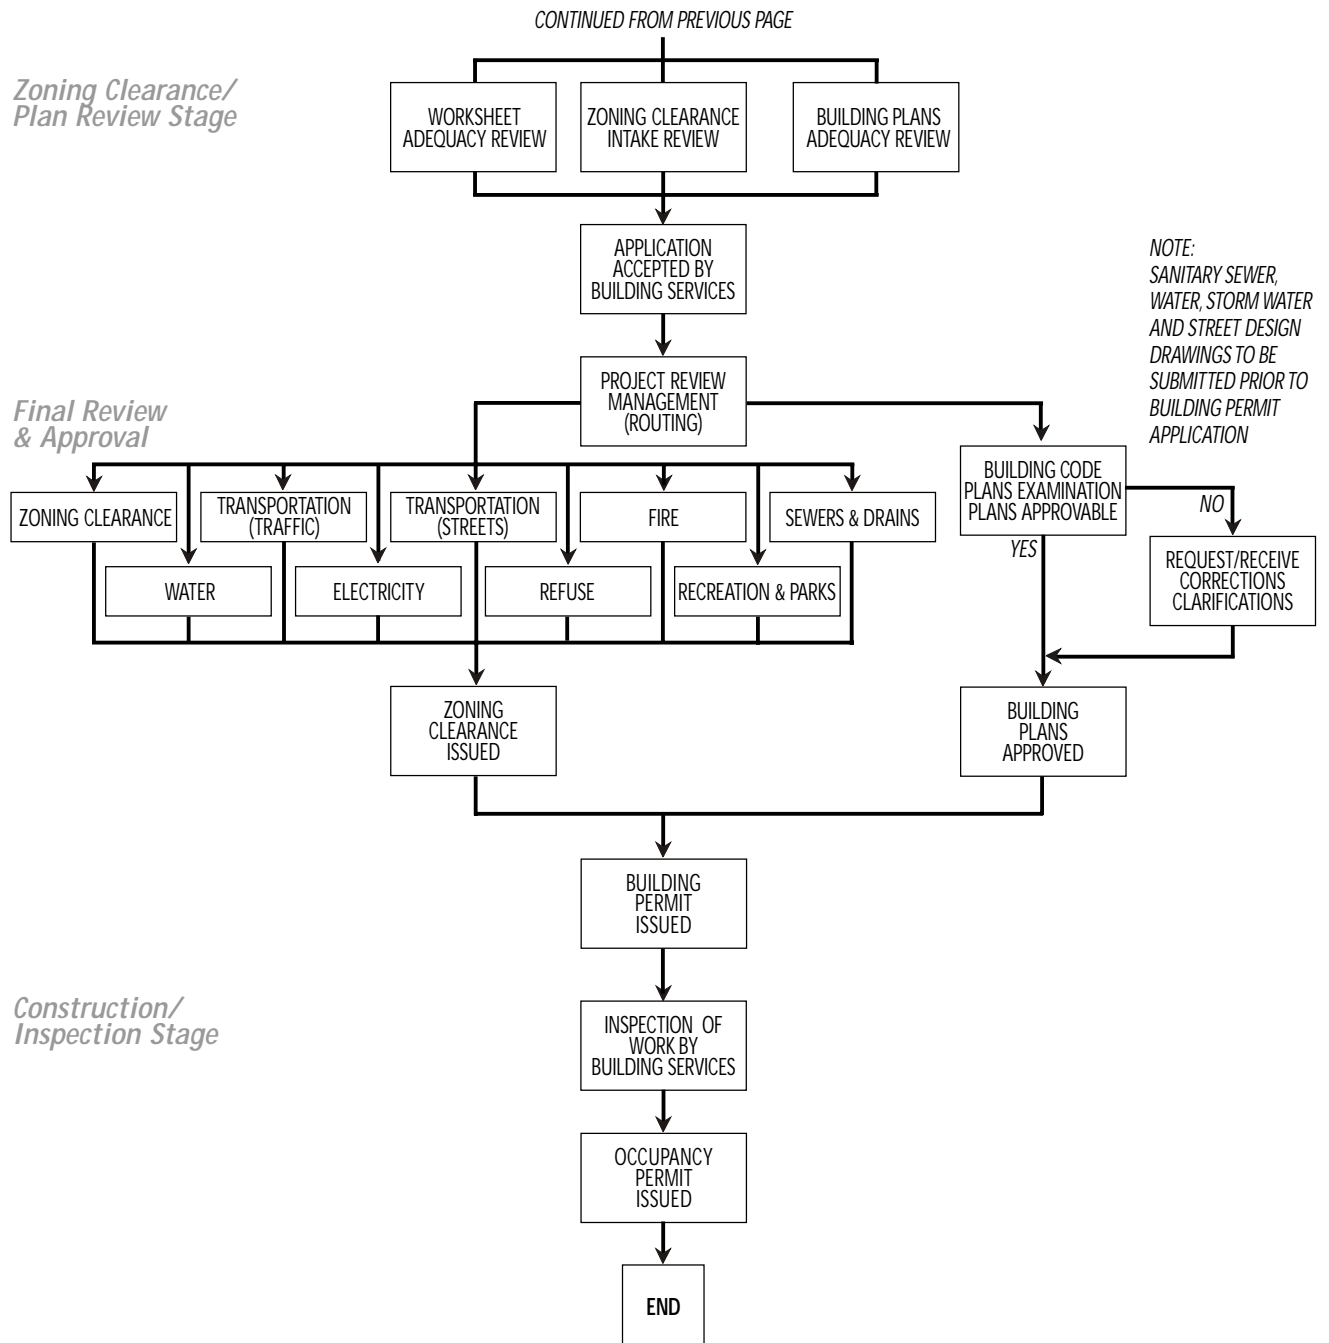 CONTINUED FROM PREVIOUS PAGE
Zoning Clearance/
Plan Review Stage
WORKSHEET
ADEQUACY REVIEW
ZONING CLEARANCE
INTAKE REVIEW
BUILDING PLANS
ADEQUACY REVIEW
APPLICATION
ACCEPTED BY
BUILDING SERVICES
NOTE:
SANITARY SEWER,
WATER, STORM WATER
AND STREET DESIGN
DRAWINGS TO BE
SUBMITTED PRIOR TO
BUILDING PERMIT
APPLICATION
PROJECT REVIEW
MANAGEMENT
(ROUTING)
Final Review
& Approval
ZONING CLEARANCE
TRANSPORTATION
(TRAFFIC)
TRANSPORTATION
(STREETS)
FIRE
SEWERS & DRAINS
BUILDING CODE
PLANS EXAMINATION
PLANS APPROVABLE
NO
YES
WATER
ELECTRICITY
REFUSE
RECREATION & PARKS
REQUEST/RECEIVE
CORRECTIONS
CLARIFICATIONS
ZONING
CLEARANCE
ISSUED
BUILDING
PLANS
APPROVED
BUILDING
PERMIT
ISSUED
Construction/
Inspection Stage
INSPECTION OF
WORK BY
BUILDING SERVICES
OCCUPANCY
PERMIT
ISSUED
END